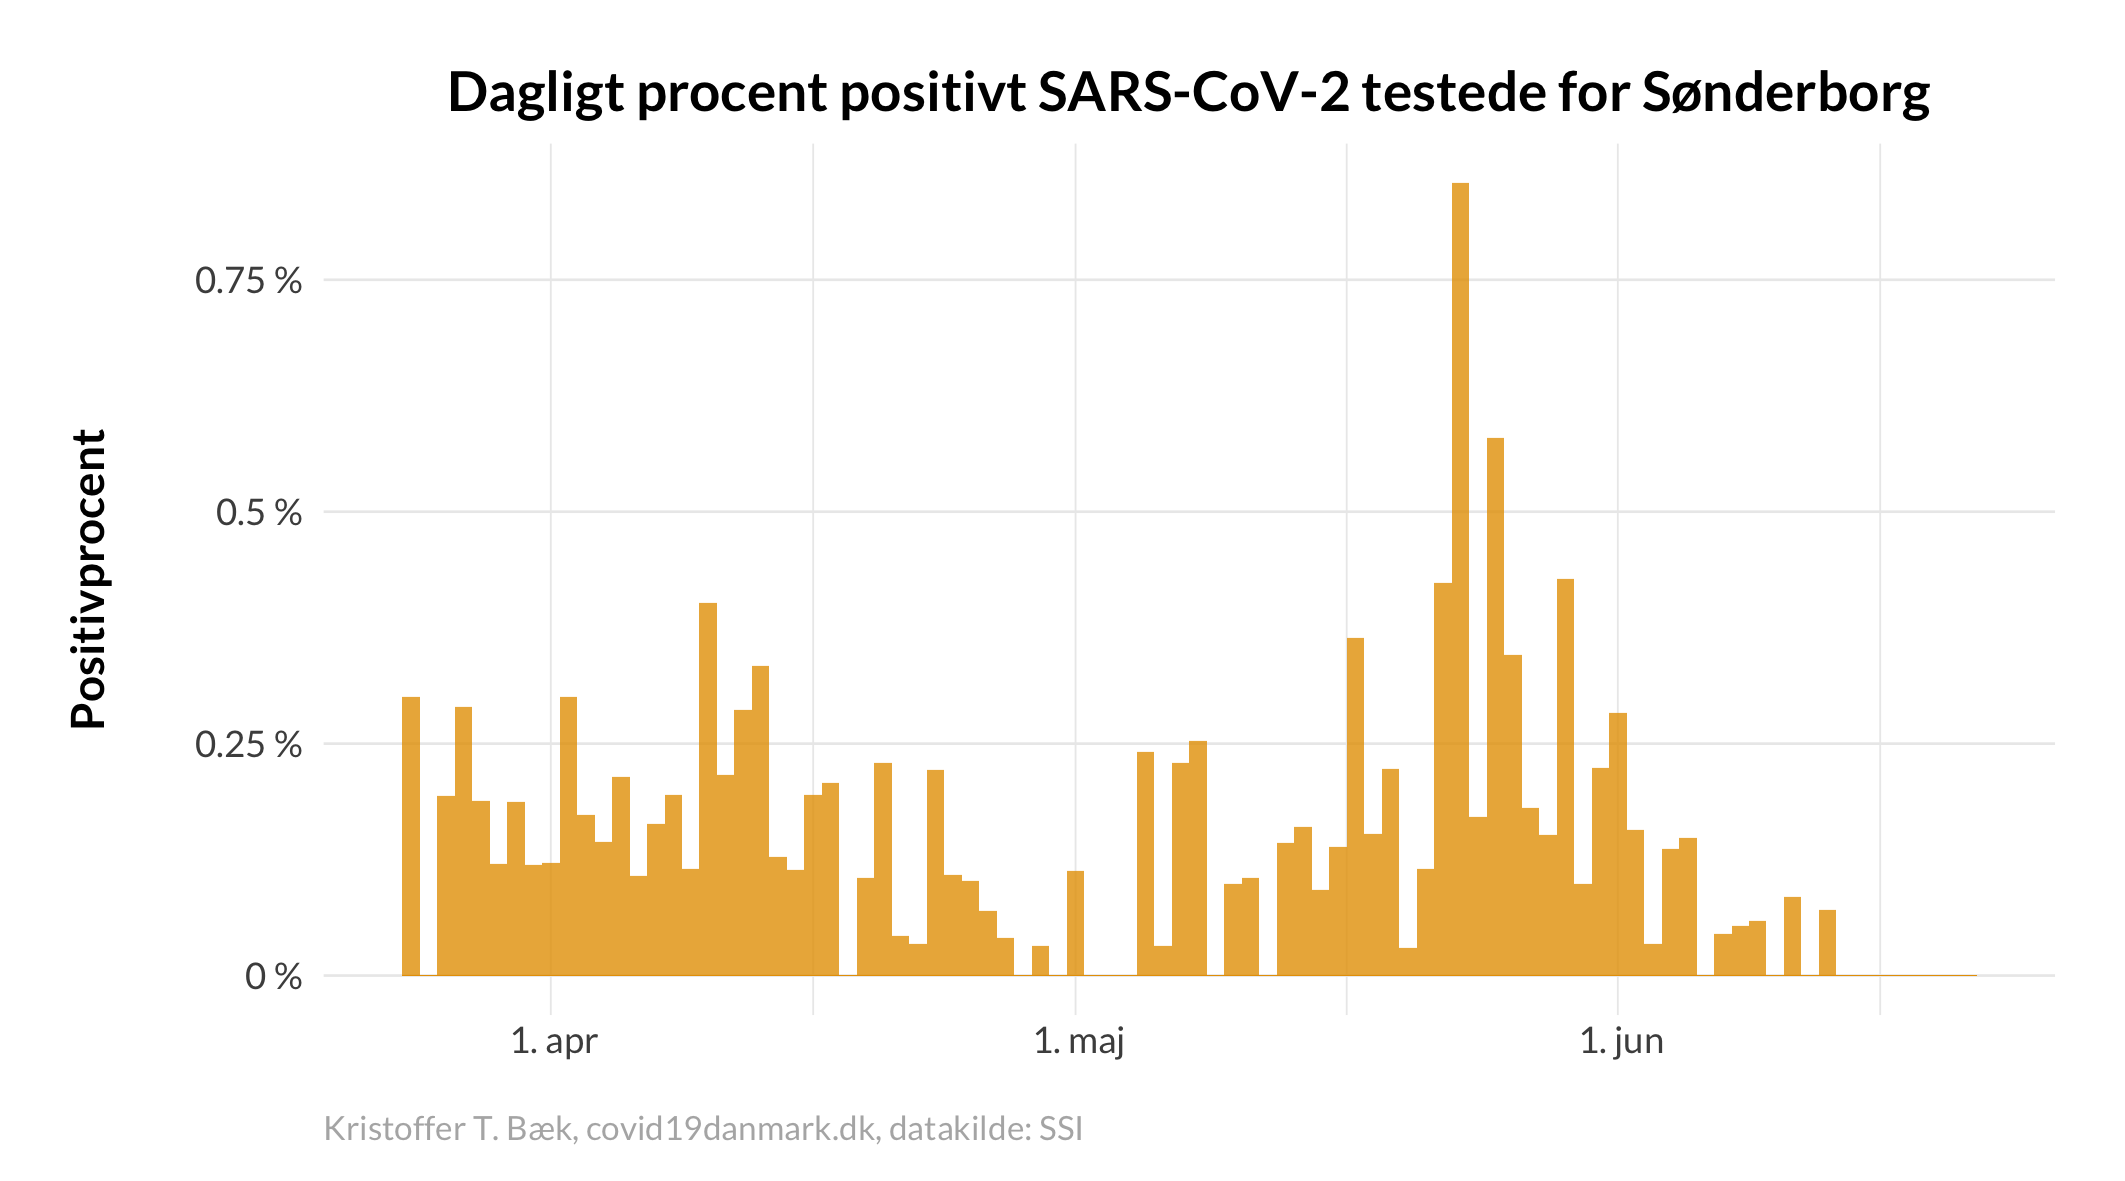 Dagligt procent positivt SARS-CoV-2 testede for Sønderborg
Positivprocent
0.75 %
0.5 %
0.25 %
0 %
1. apr
1. maj
1. jun
Kristoffer T. Bæk, covid19danmark.dk, datakilde: SSI